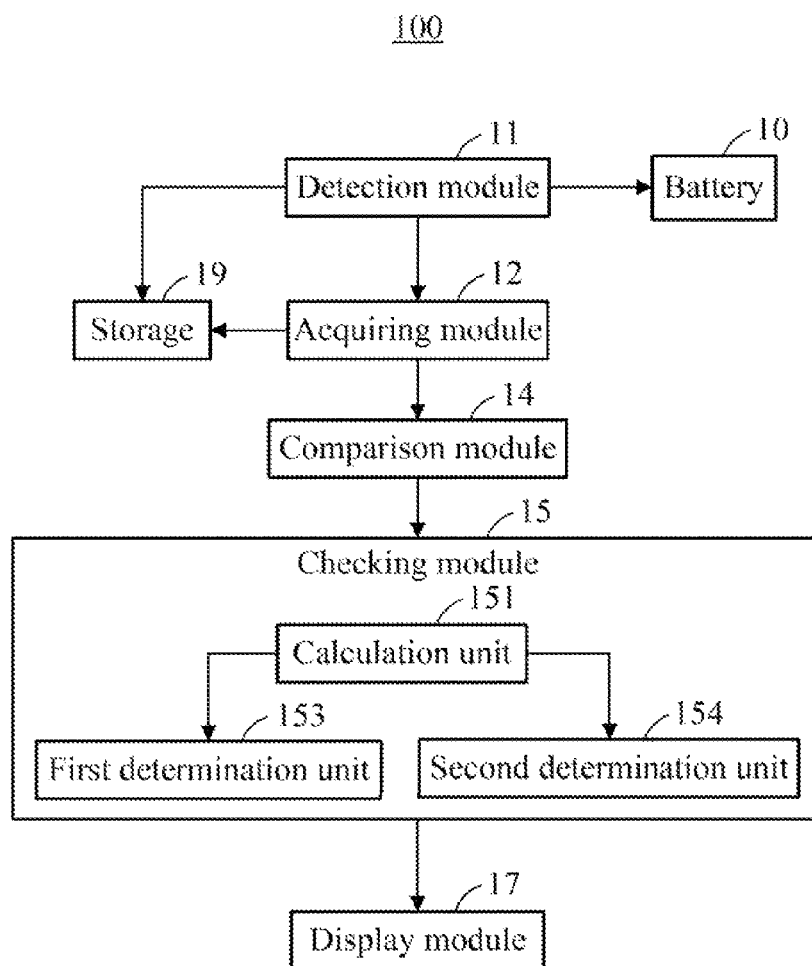 100
11
10
Detection module
Battery
19
12
Storage
Acquiring module
14
Comparison module
15
Checking module
151
Calculation unit
153
154
First determination unit
Second determination unit
17
Display module